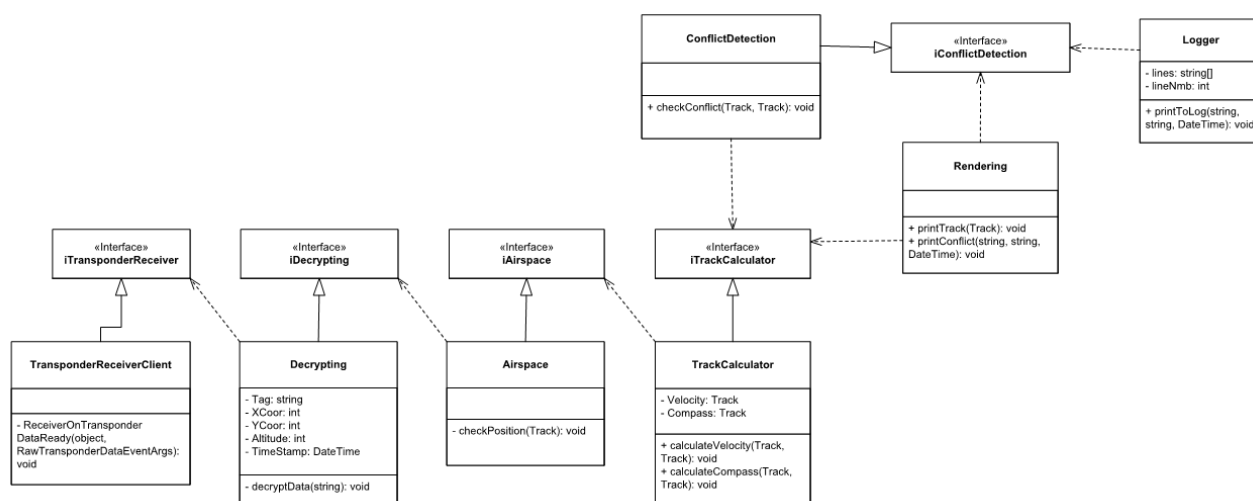 ConflictDetection
+ checkConflict(Track, Track): void
«Interface»
iConflictDetection
Logger
- lines: string[]
- lineNmb: int
+ printToLog(string,
string, DateTime): void
Rendering
+ printTrack(Track): void
+ printConflict(string, string,
DateTime): void
«Interface»
iTransponderReceiver
«Interface»
iDecrypting
«Interface»
iAirspace
«Interface»
iTrackCalculator
TransponderReceiverClient
- ReceiverOnTransponder
DataReady(object,
RawTransponderDataEventArgs):
void
Decrypting
- Tag: string
- XCoor: int
- YCoor: int
- Altitude: int
- TimeStamp: DateTime
- decryptData(string): void
Airspace
- checkPosition(Track): void
TrackCalculator
- Velocity: Track
- Compass: Track
+ calculateVelocity(Track,
Track): void
+ calculateCompass(Track,
Track): void